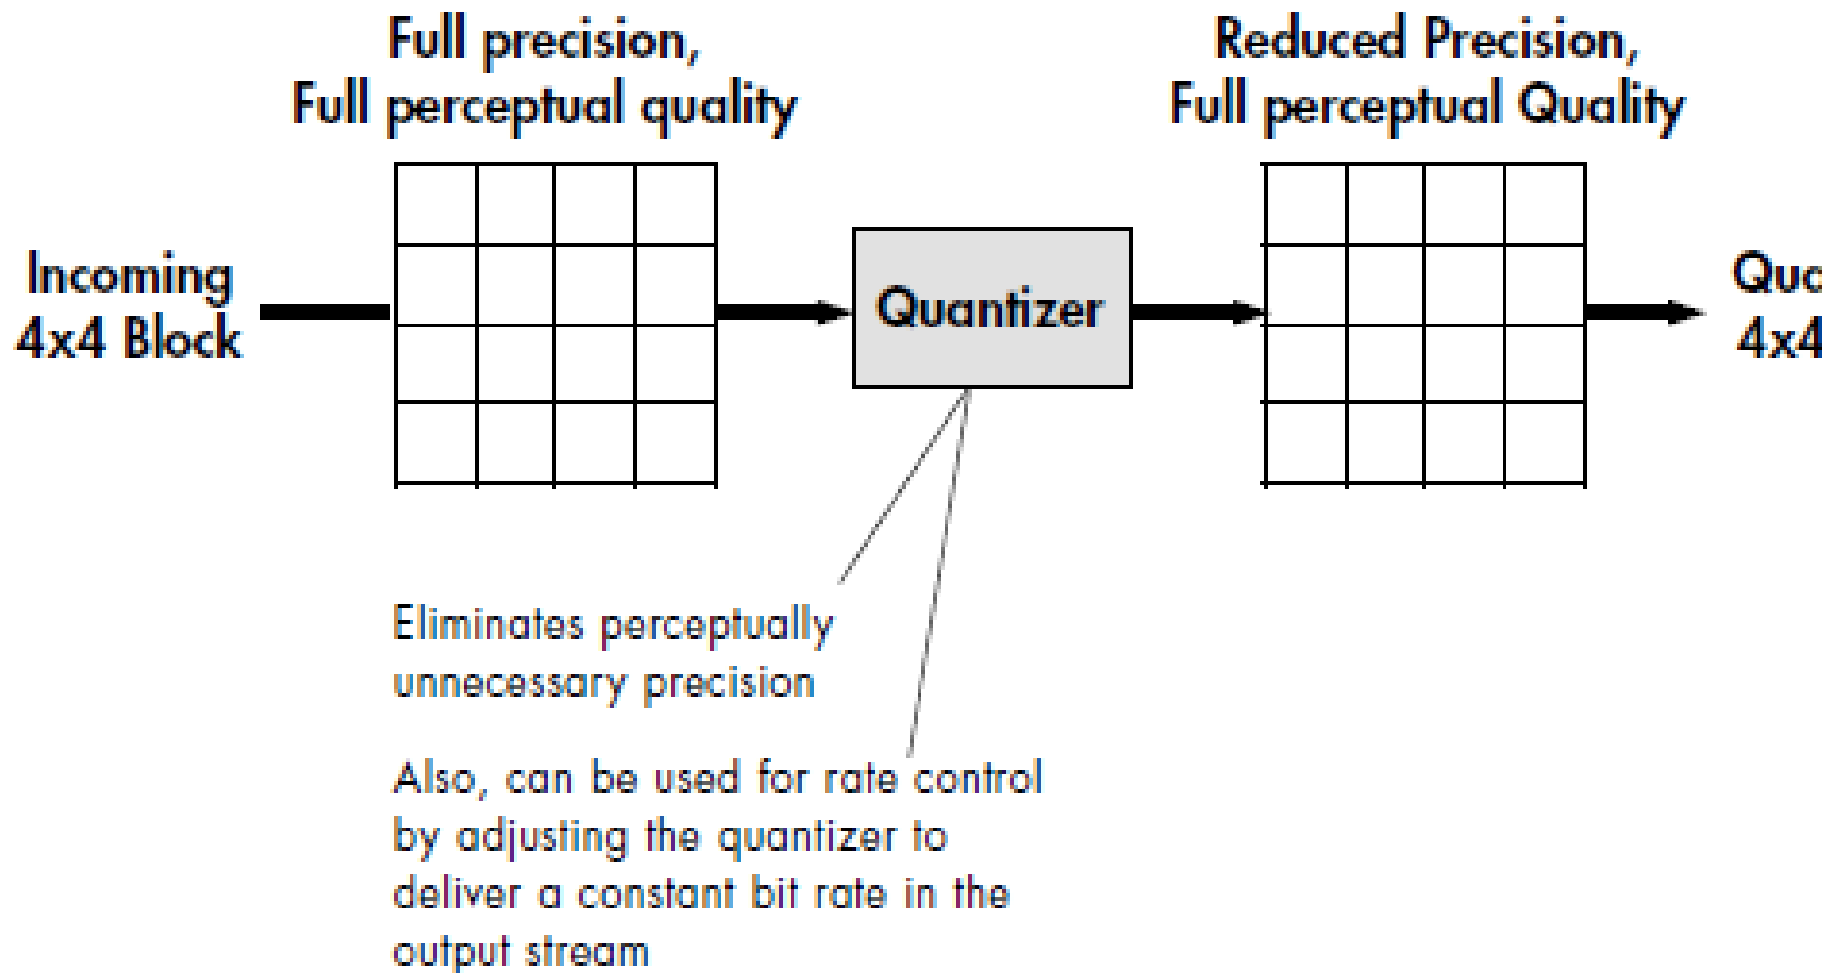 Full precision,
Full perceptual quality
Reduced Precision,
Full perceptual Quality
Incoming
4x4 Block
Quantizer
4x4
Eliminates perceptually
unnecessary precision
Also, can be used for rate control
by adjusting the quantizer to
deliver a constant bit rate in the
output stream